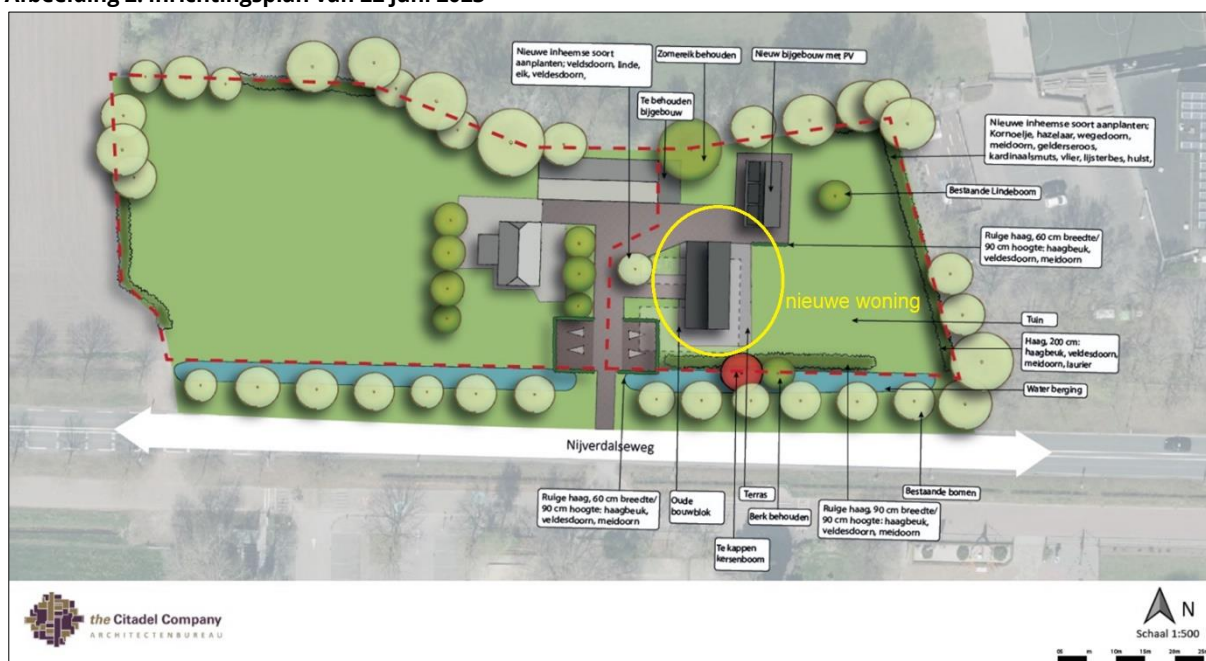 Afbeelding 2. Inrichtingsplan van 22 juni 2023
Nieuwe inheemse soort
aanplanten; veldsdoorn, linde,
eik, veldesdoorn,
Zomereik behouden
Nieuw bijgebouw met PV
Te behouden
bijgebouw
Nieuwe inheemse soort aanplanten;
Kornoelje, hazelaar, wegedoorn,
meidoorn, gelderseroos,
kardinaalsmuts, vlier, lijsterbes, hulst,
Bestaande Lindeboom
Ruige haag, 60 cm breedte/
90 cm hoogte: haagbeuk,
veldesdoorn, meidoorn
nieuwe woning
Tuin
Haag, 200 cm:
haagbeuk, veldesdoorn,
meidoorn, laurier
Water berging
Nijverdalseweg
Ruige haag, 60 cm breedte/
90 cm hoogte: haagbeuk,
veldesdoorn, meidoorn
Oude
bouwblok
Terras
Berk behouden
Te kappen
kersenboom
Ruige haag, 90 cm breedte/
90 cm hoogte: haagbeuk,
veldesdoorn, meidoorn
Bestaande bomen
the Citadel Company
ARCHITECTENBUREAU
N
Schaal 1:500
m 10m 15m 20m